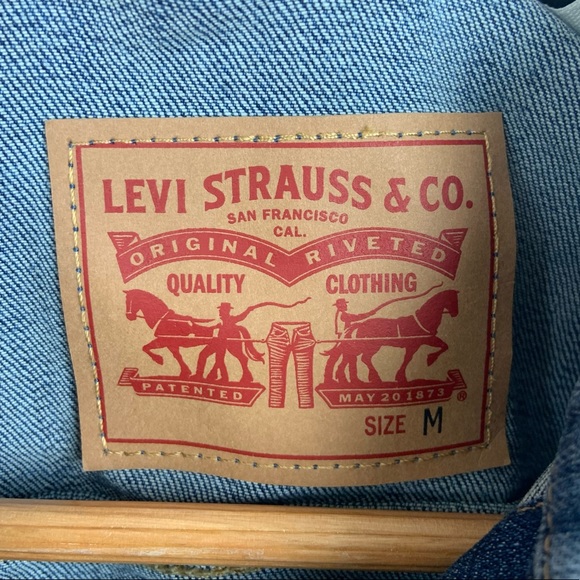 LEVI STRAUSS & CO.
SAN FRANCISCO
CAL.
ORIGINAL RIVETED
QUALITY CLOTHING
PATENTED MAY 20 1873 ®
SIZE M